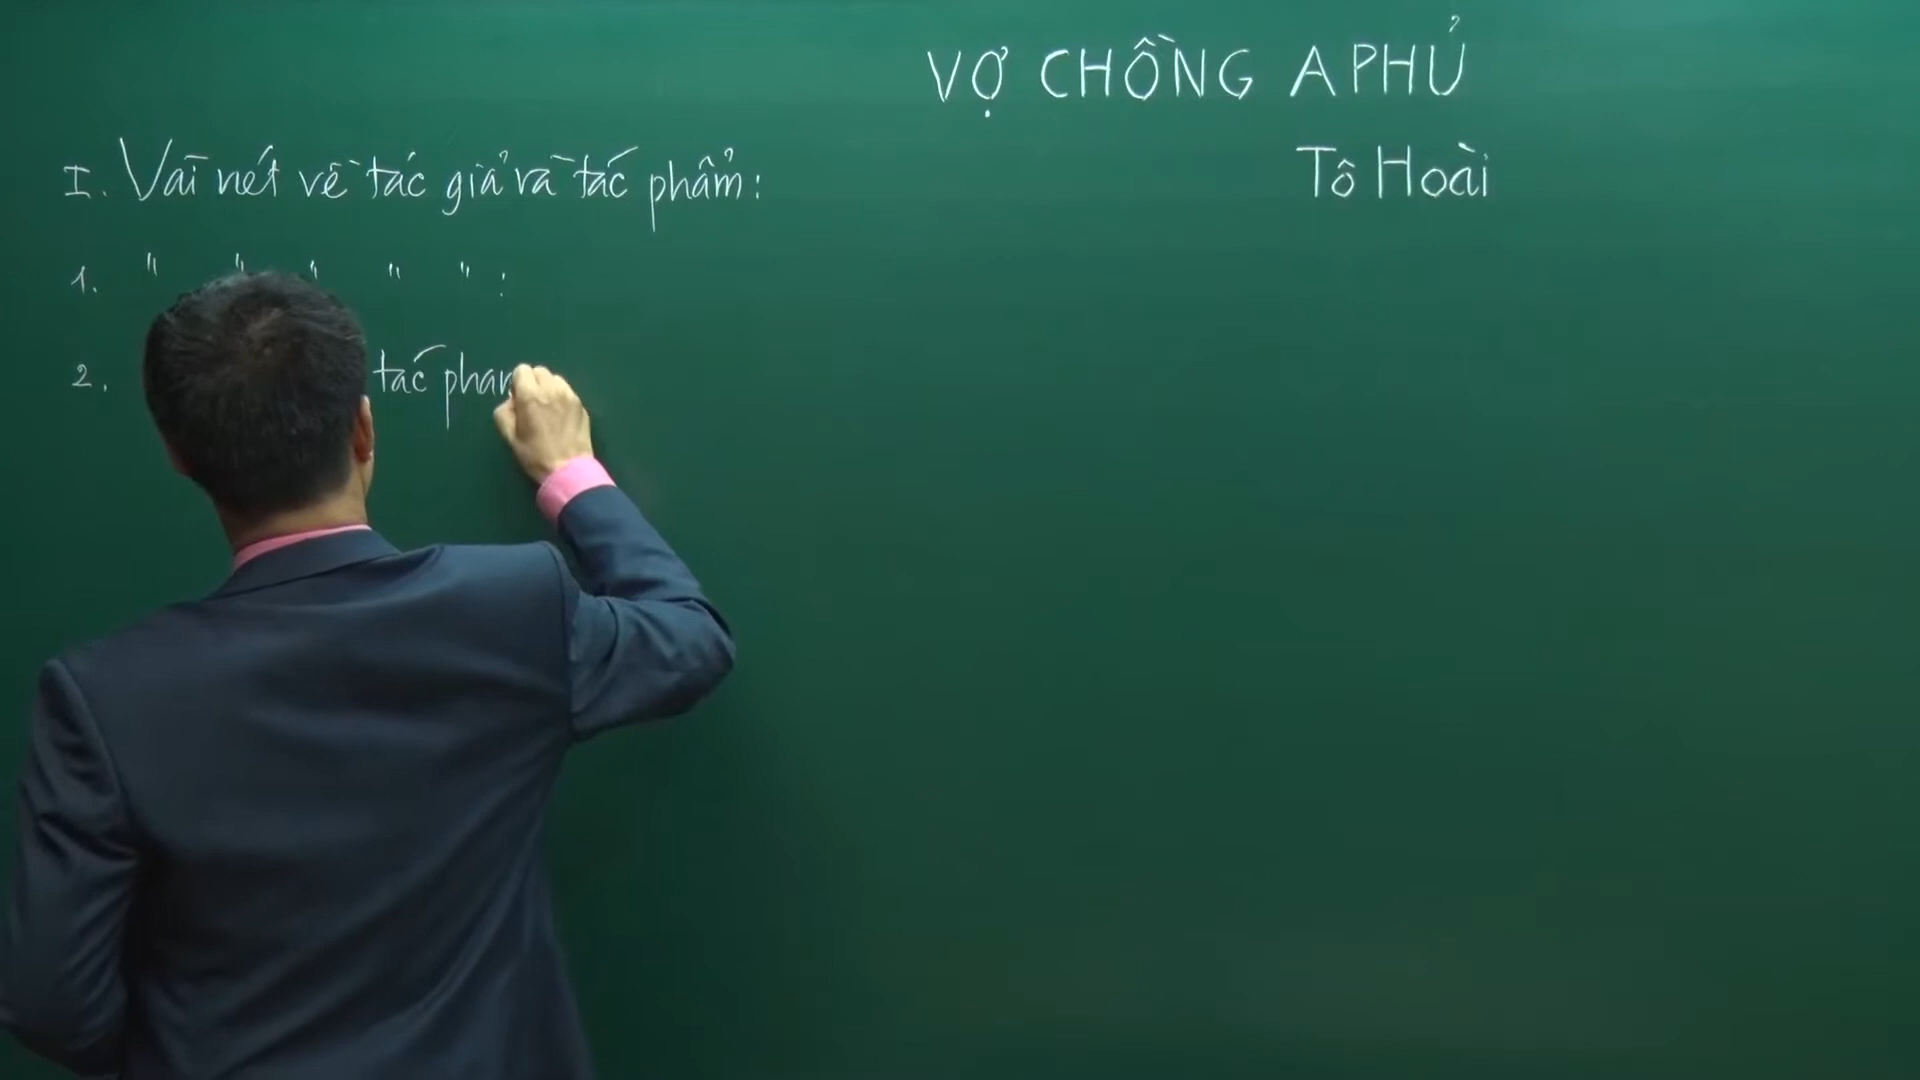 VỢ CHỒNG A PHỦ
Tô Hoài
I. Vài nét về tác giả và tác phẩm:
1. " " " " " :
2. tác phẩm